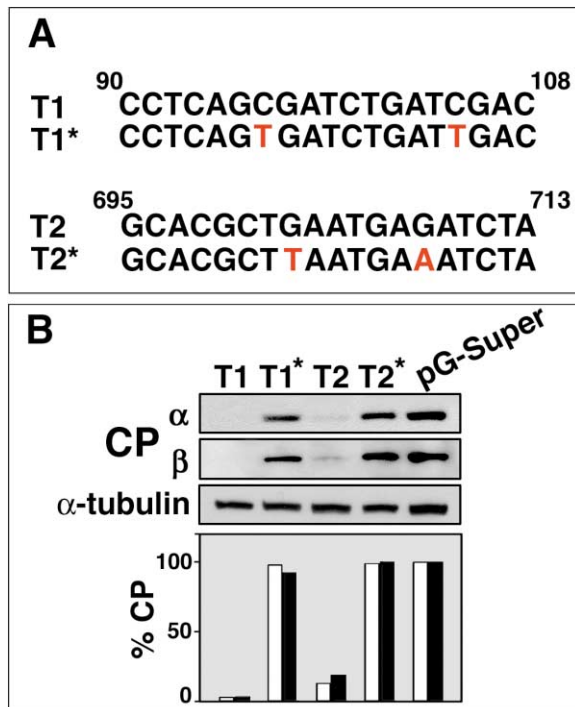 A
90 108
T1 CCTCAGCGATCTGATCGAC
T1* CCTCAGTGATCTGATTGAC
695 713
T2 GCACGCTGAATGAGATCTA
T2* GCACGCTTAATGAAATCTA
B
T1 T1* T2 T2* pG-Super
α
CP
β
α-tubulin
100
% CP
50
0